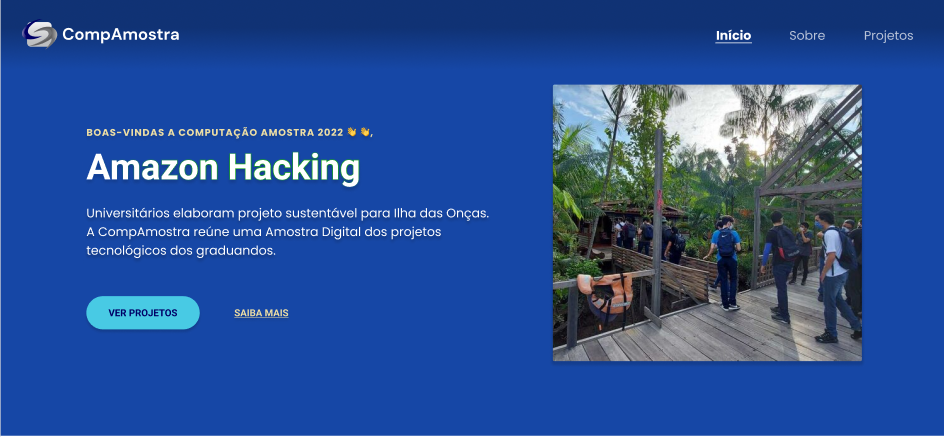 CompAmostra
Início
Sobre
Projetos
BOAS-VINDAS A COMPUTAÇÃO AMOSTRA 2022 👋 👋,
Amazon Hacking
Universitários elaboram projeto sustentável para Ilha das Onças.
A CompAmostra reúne uma Amostra Digital dos projetos
tecnológicos dos graduandos.
VER PROJETOS
SAIBA MAIS